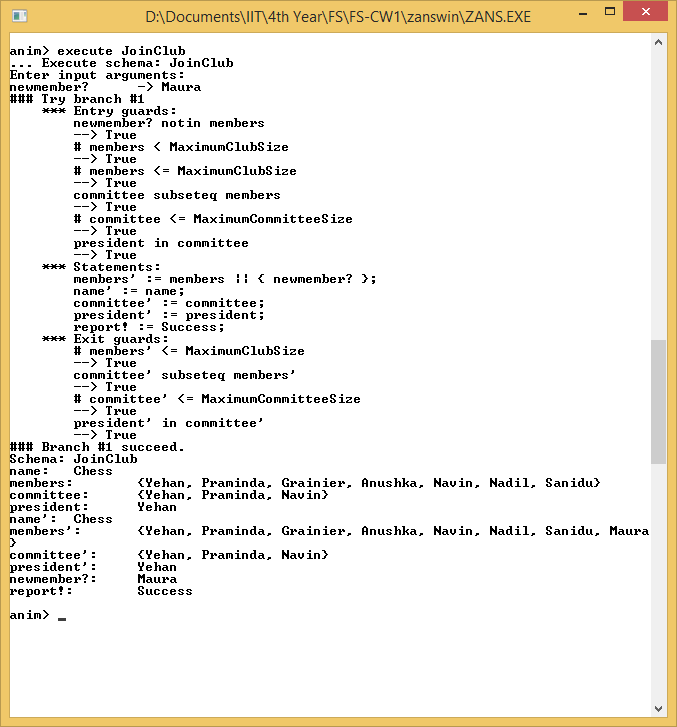 D:\Documents\IIT\4th Year\FS\FS-CW1\zanswin\ZANS.EXE
anim> execute JoinClub
... Execute schema: JoinClub
Enter input arguments:
newmember?      -> Maura
### Try branch #1
    *** Entry guards:
        newmember? notin members
        --> True
        # members < MaximumClubSize
        --> True
        # members <= MaximumClubSize
        --> True
        committee subseteq members
        --> True
        # committee <= MaximumCommitteeSize
        --> True
        president in committee
        --> True
    *** Statements:
        members' := members || { newmember? };
        name' := name;
        committee' := committee;
        president' := president;
        report! := Success;
    *** Exit guards:
        # members' <= MaximumClubSize
        --> True
        committee' subseteq members'
        --> True
        # committee' <= MaximumCommitteeSize
        --> True
        president' in committee'
        --> True
### Branch #1 succeed.
Schema: JoinClub
name:   Chess
members:        {Yehan, Praminda, Grainier, Anushka, Navin, Nadil, Sanidu}
committee:      {Yehan, Praminda, Navin}
president:      Yehan
name':  Chess
members':       {Yehan, Praminda, Grainier, Anushka, Navin, Nadil, Sanidu, Maura
}
committee':     {Yehan, Praminda, Navin}
president':     Yehan
newmember?:     Maura
report!:        Success
anim> _